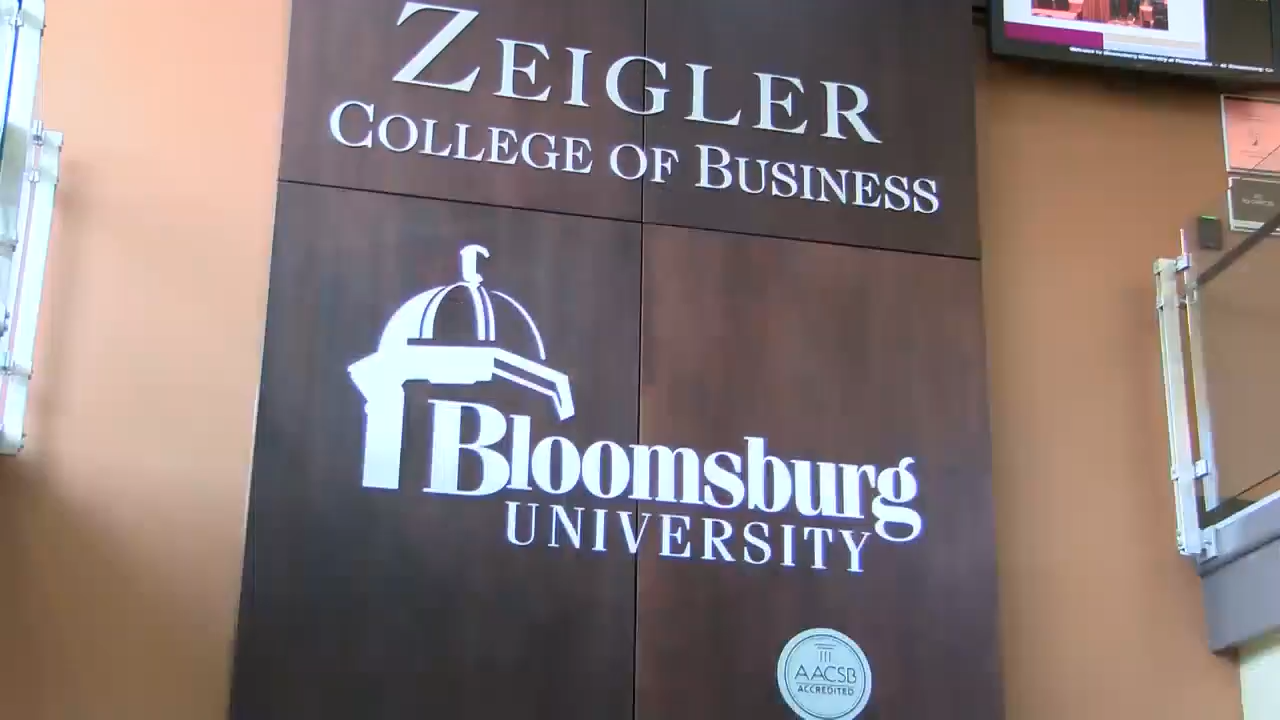 ZEIGLER
COLLEGE OF BUSINESS
Bloomsburg
UNIVERSITY
AACSB
ACCREDITED